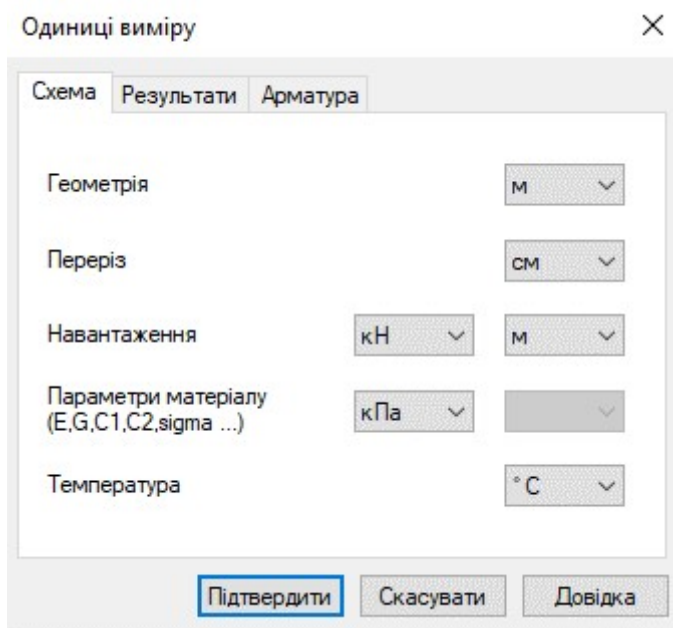 Одиниці виміру
Схема Результати Арматура
Геометрія м
Переріз см
Навантаження кН м
Параметри матеріалу
(E,G,C1,C2,sigma ...) кПа
Температура ° C
Підтвердити Скасувати Довідка